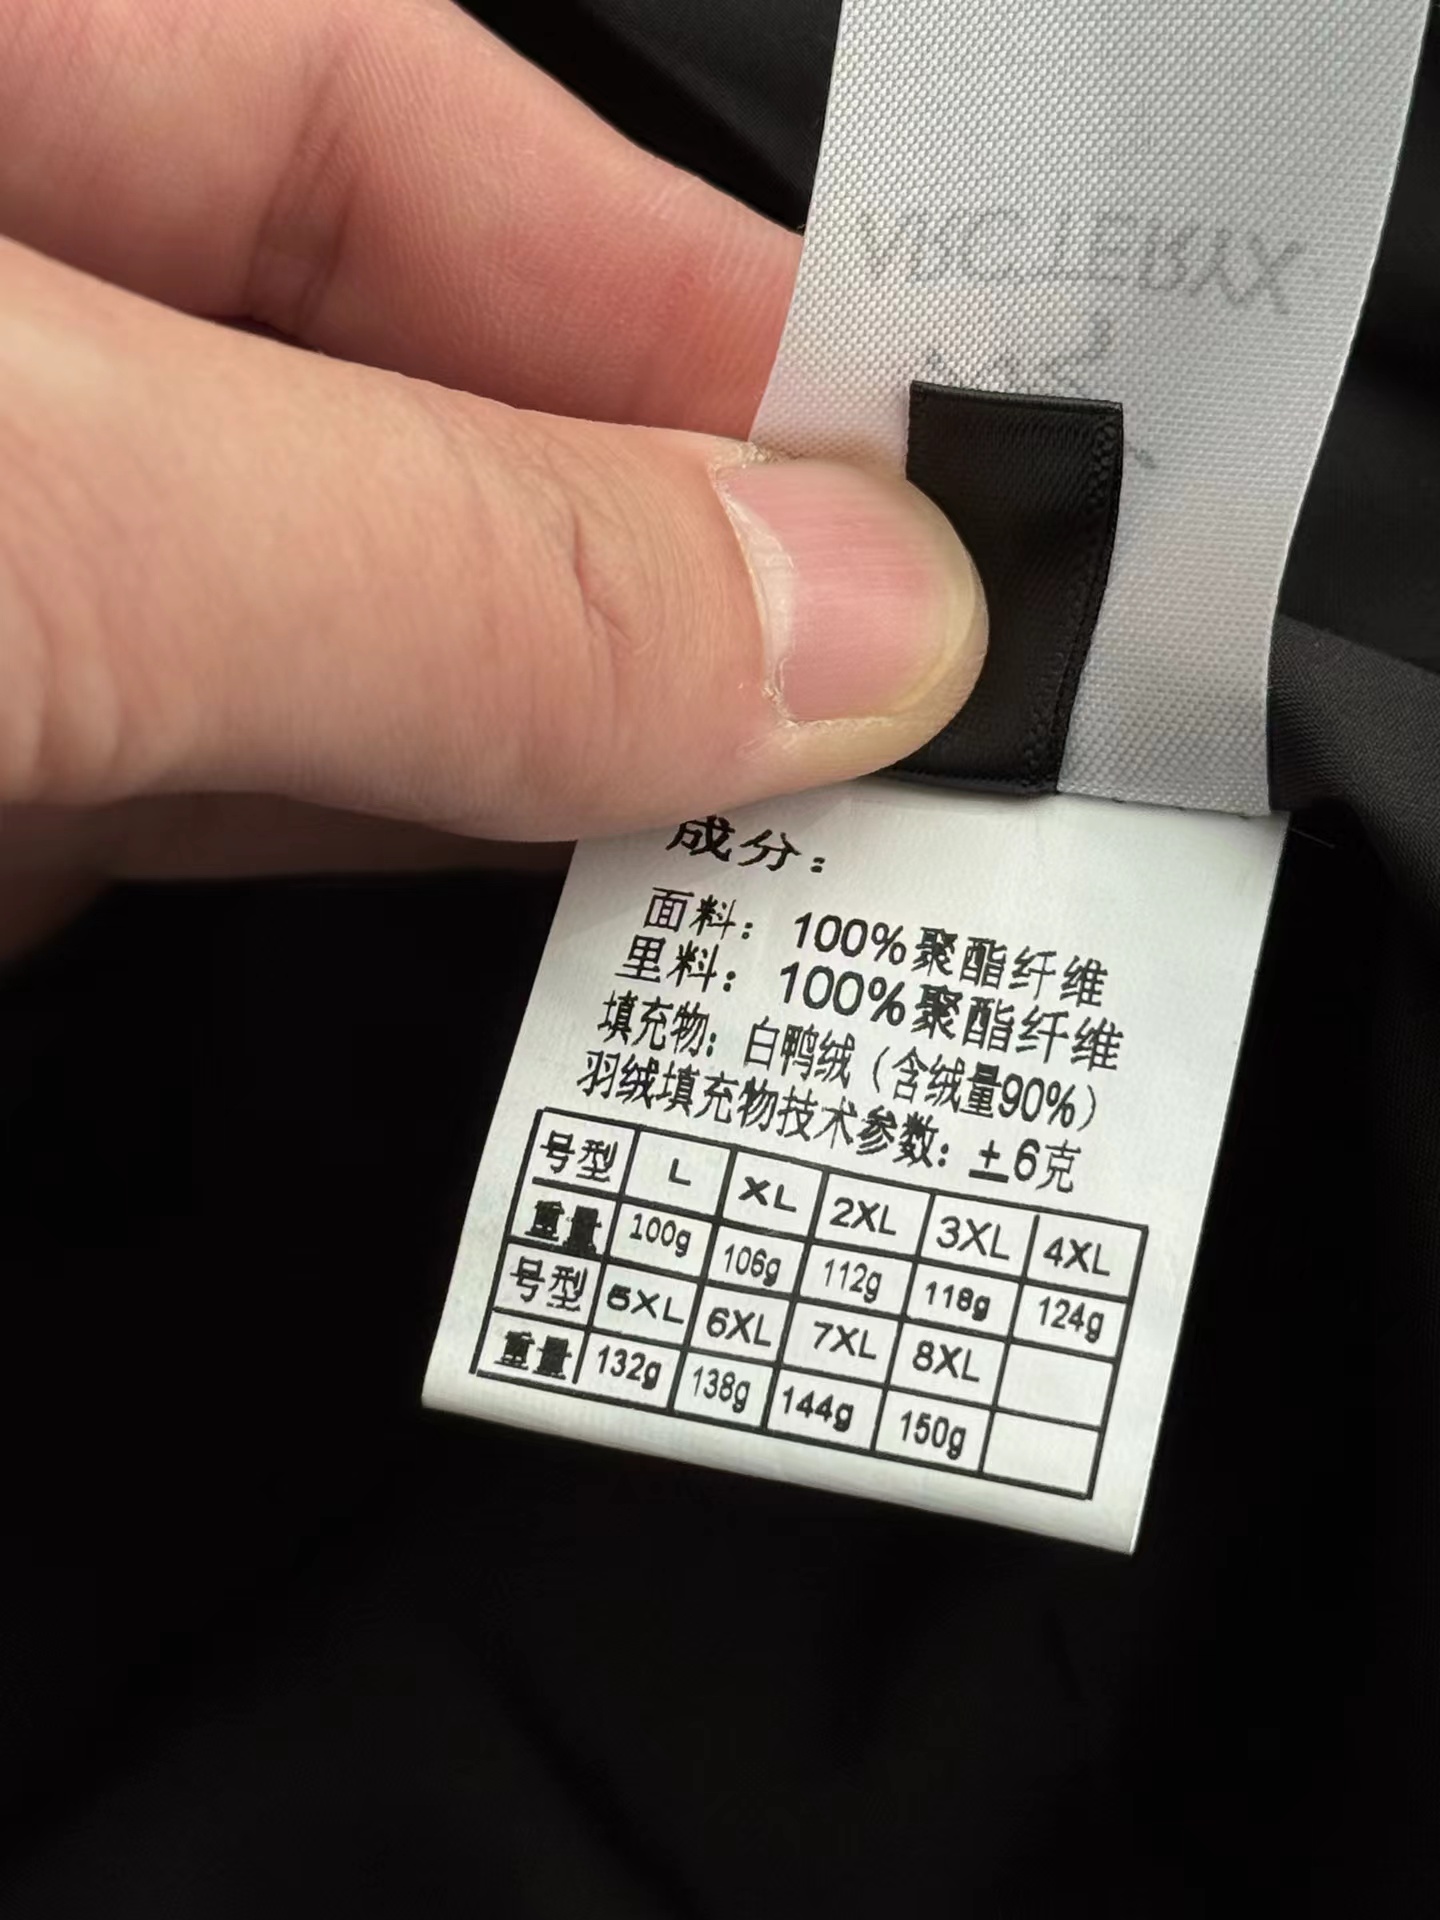 成分：
面料：100%聚酯纤维
里料：100%聚酯纤维
填充物：白鸭绒（含绒量90%）
羽绒填充物技术参数：±6克
号型 L XL 2XL 3XL 4XL
重量 100g 106g 112g 118g 124g
号型 5XL 6XL 7XL 8XL
重量 132g 138g 144g 150g